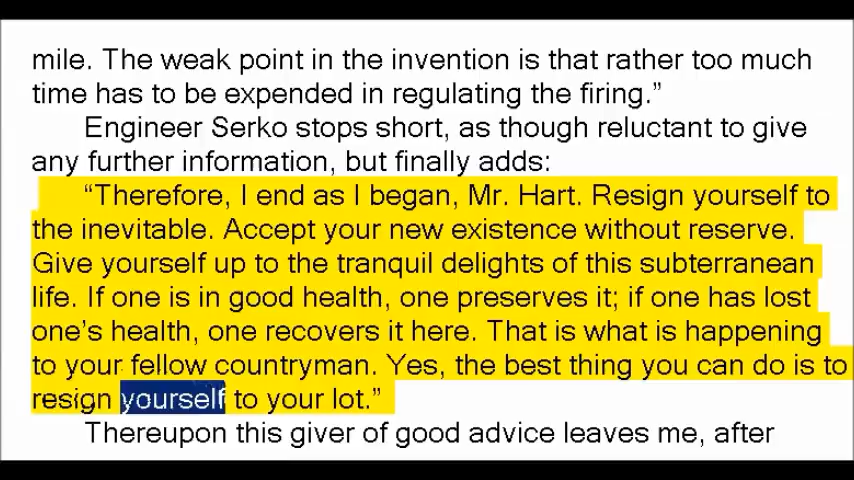 mile. The weak point in the invention is that rather too much
time has to be expended in regulating the firing.”
Engineer Serko stops short, as though reluctant to give
any further information, but finally adds:
“Therefore, I end as I began, Mr. Hart. Resign yourself to
the inevitable. Accept your new existence without reserve.
Give yourself up to the tranquil delights of this subterranean
life. If one is in good health, one preserves it; if one has lost
one’s health, one recovers it here. That is what is happening
to your fellow countryman. Yes, the best thing you can do is to
resign yourself to your lot.”
Thereupon this giver of good advice leaves me, after